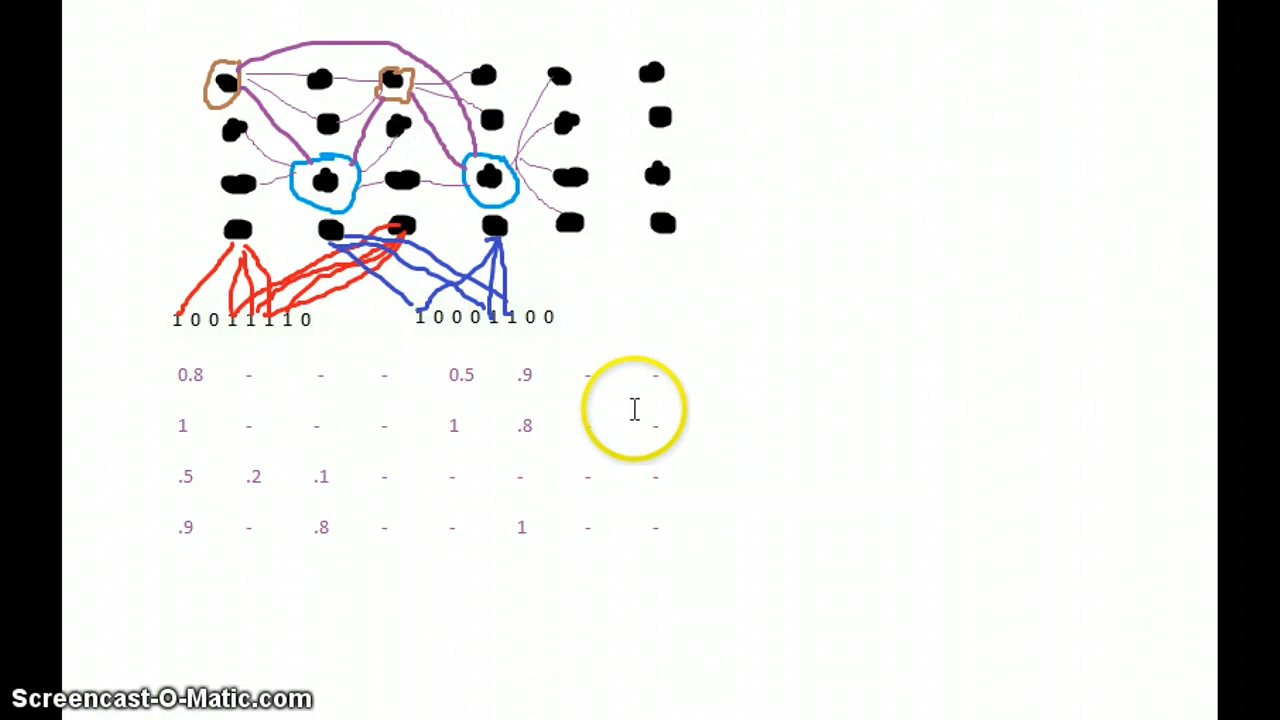 1 0 0 1 1 1 1 0 1 0 0 0 1 1 0 0
0.8 - - - 0.5 .9 - -
1 - - - 1 .8 - -
.5 .2 .1 - - - - -
.9 - .8 - - 1 - -
Screencast-O-Matic.com